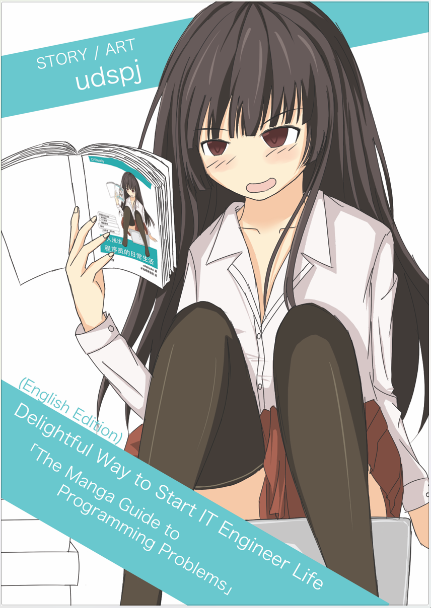 STORY / ART
udspj
(English Edition)
Delightful Way to Start IT Engineer Life
「The Manga Guide to
Programming Problems」